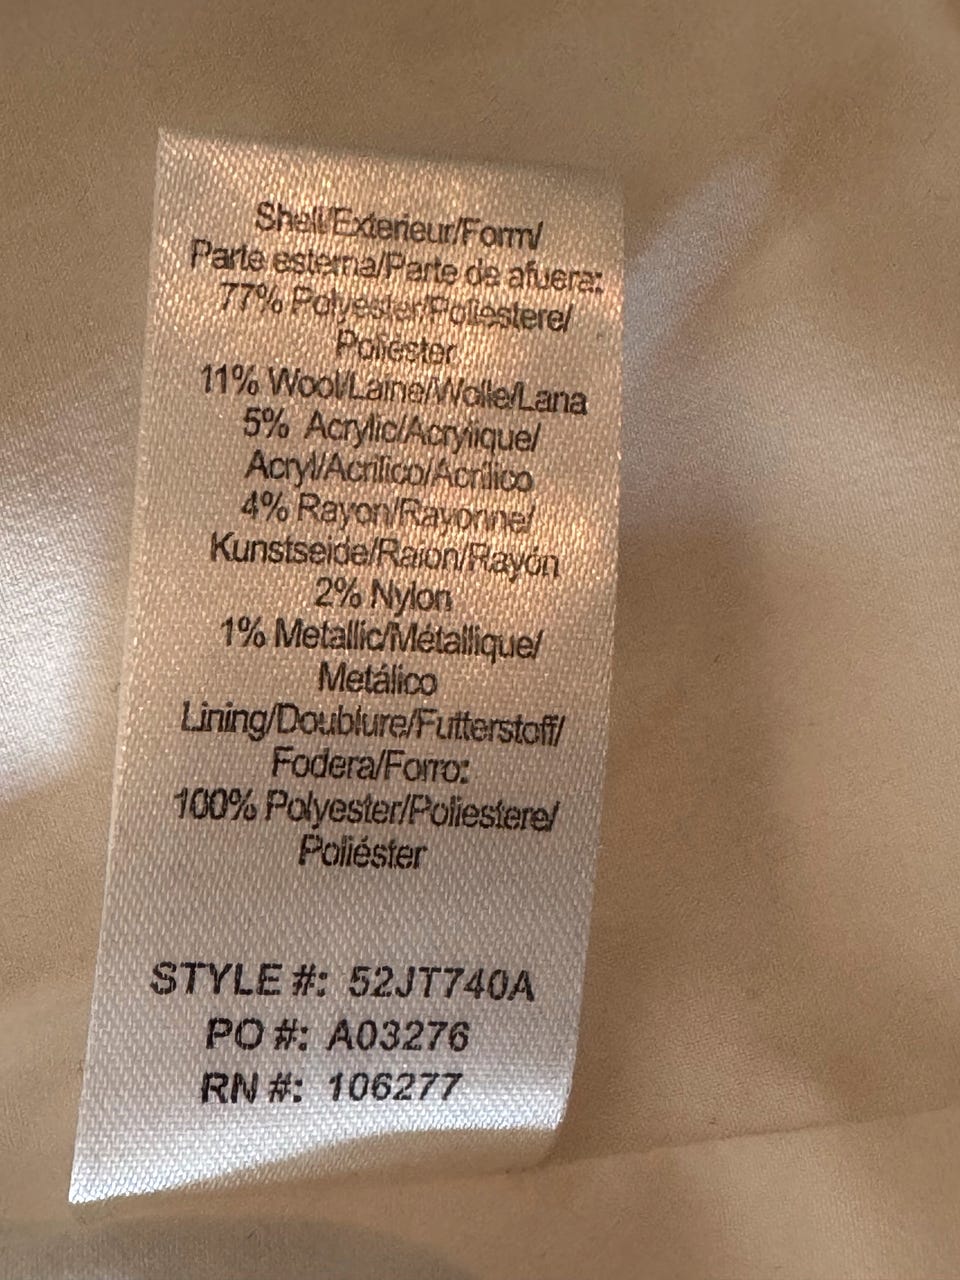 Shell/Exterieur/Form/
Parte esterna/Parte de afuera:
77% Polyester/Poliestere/
Poliéster
11% Wool/Laine/Wolle/Lana
5% Acrylic/Acrylique/
Acryl/Acrilico/Acrílico
4% Rayon/Rayonne/
Kunstseide/Raion/Rayón
2% Nylon
1% Metallic/Métallique/
Metálico
Lining/Doublure/Futterstoff/
Fodera/Forro:
100% Polyester/Poliestere/
Poliéster
STYLE #: 52JT740A
PO #: A03276
RN #: 106277